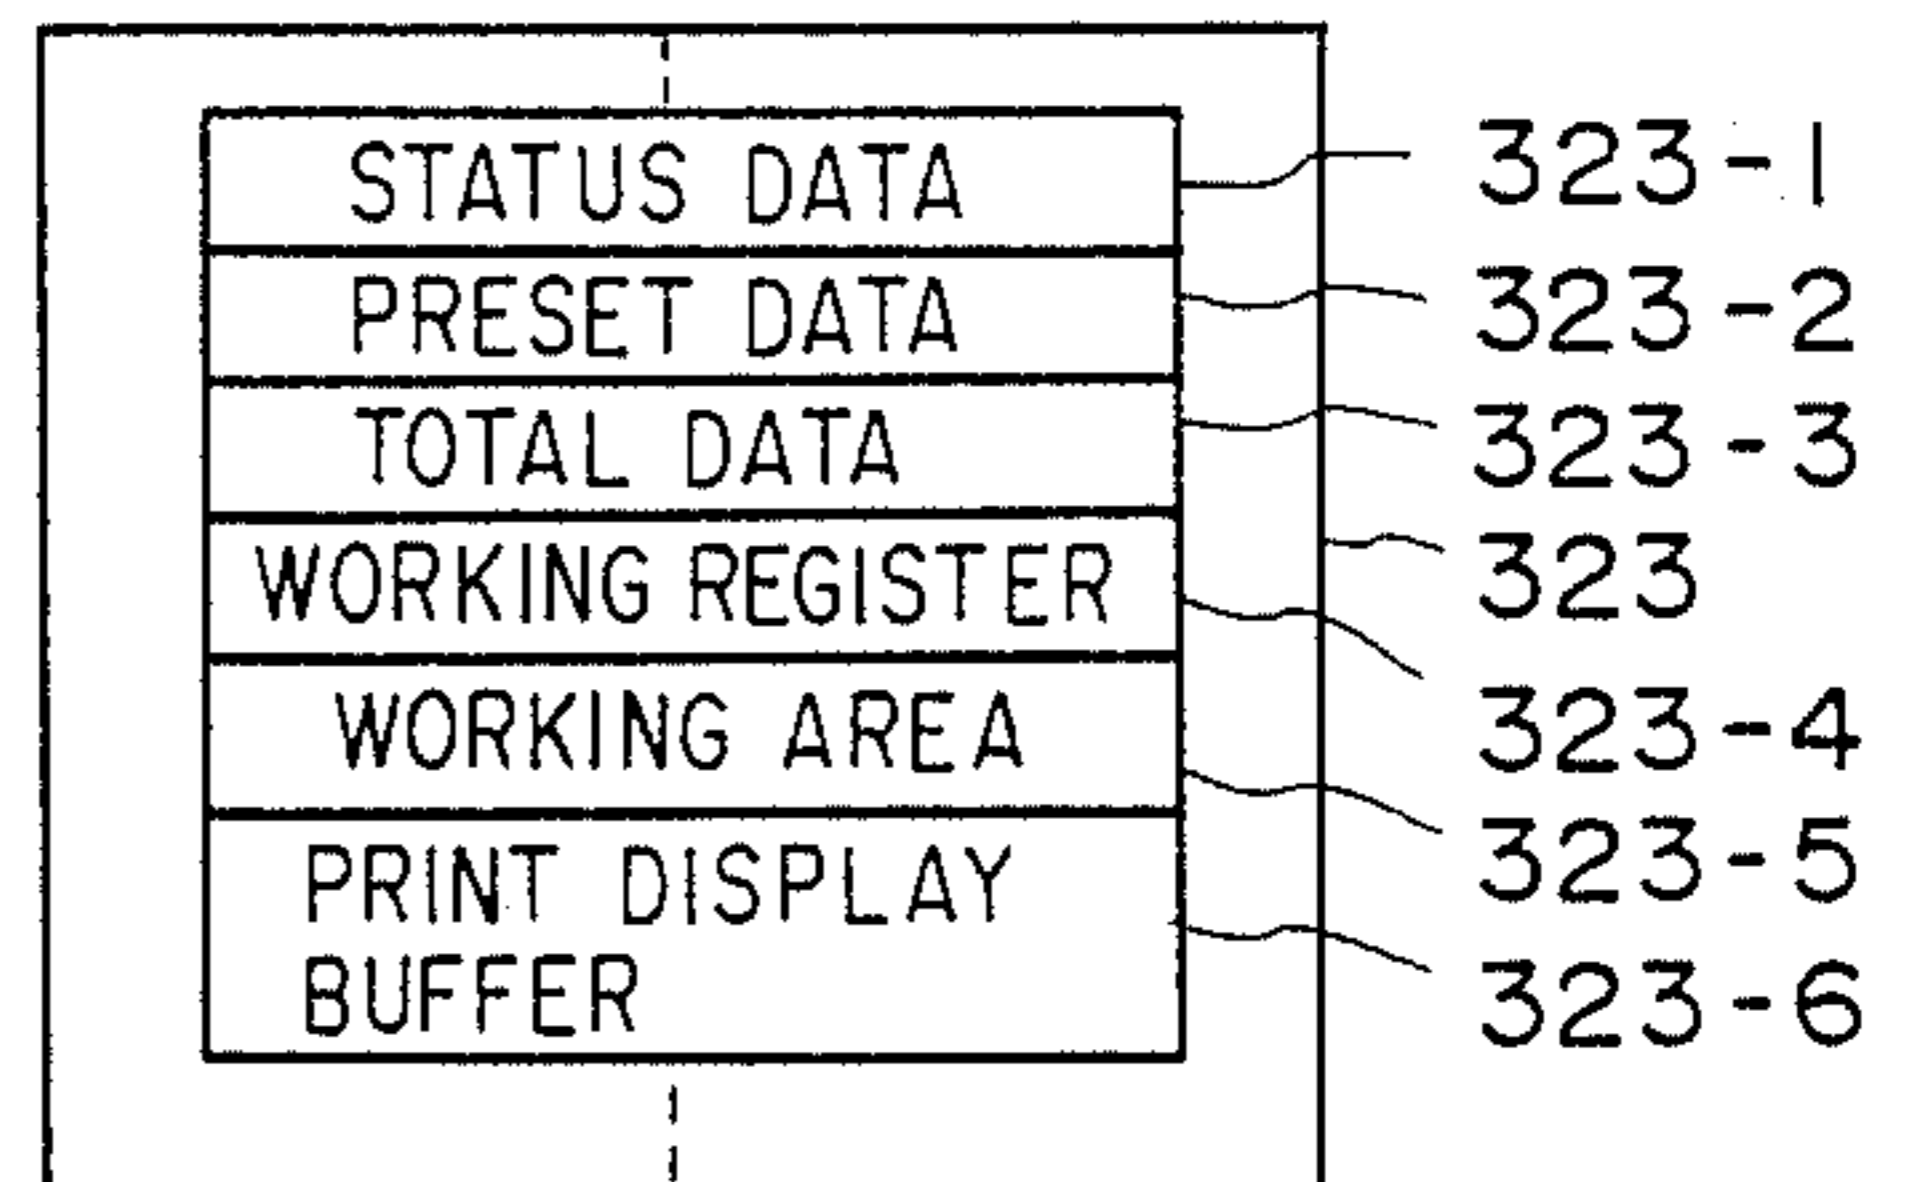 STATUS DATA 323-1
PRESET DATA 323-2
TOTAL DATA 323-3
323
WORKING REGISTER 323-4
WORKING AREA 323-5
PRINT DISPLAY
BUFFER 323-6